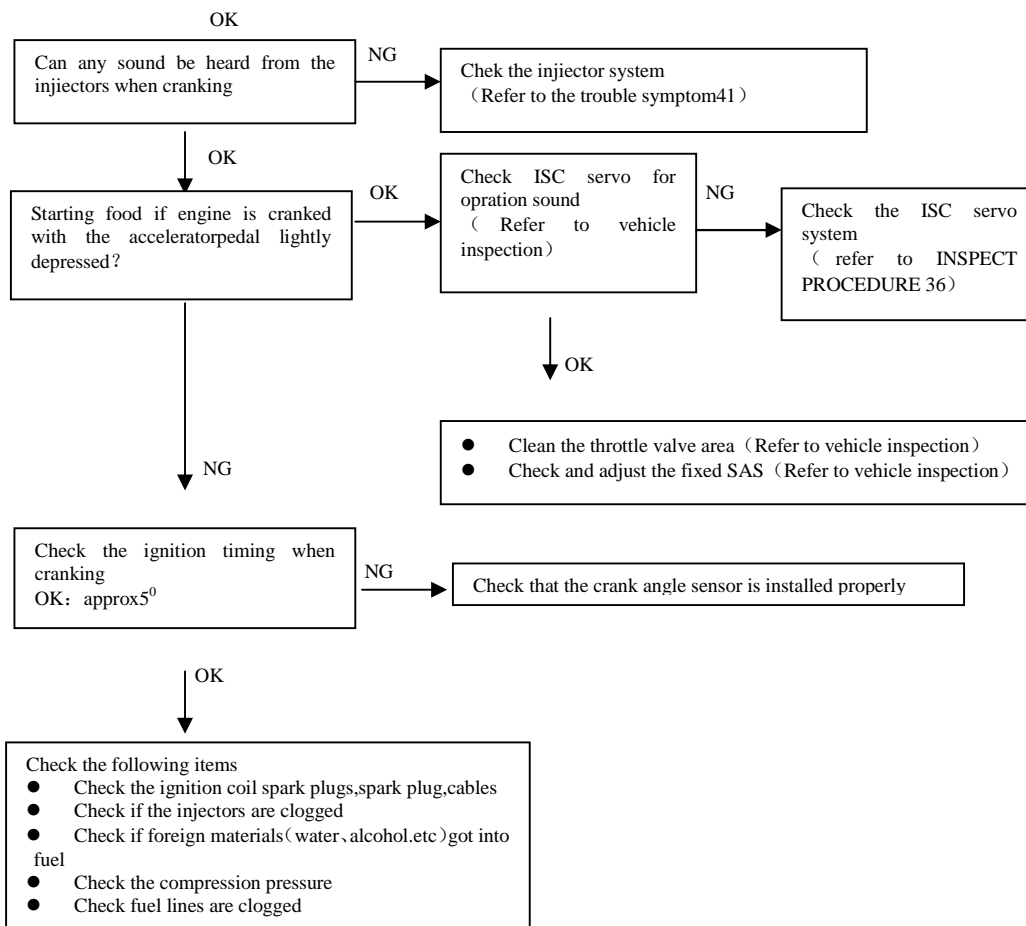 OK
Can any sound be heard from the
injiectors when cranking
NG
Chek the injiector system
（Refer to the trouble symptom41）
OK
Starting food if engine is cranked
with the acceleratorpedal lightly
depressed？
OK
Check ISC servo for
opration sound
（ Refer to vehicle
inspection）
NG
Check the ISC servo
system
（ refer to INSPECT
PROCEDURE 36）
OK
● Clean the throttle valve area（Refer to vehicle inspection）
● Check and adjust the fixed SAS（Refer to vehicle inspection）
NG
Check the ignition timing when
cranking
OK：approx5⁰
NG
Check that the crank angle sensor is installed properly
OK
Check the following items
● Check the ignition coil spark plugs,spark plug,cables
● Check if the injectors are clogged
● Check if foreign materials（water、alcohol.etc）got into
fuel
● Check the compression pressure
● Check fuel lines are clogged